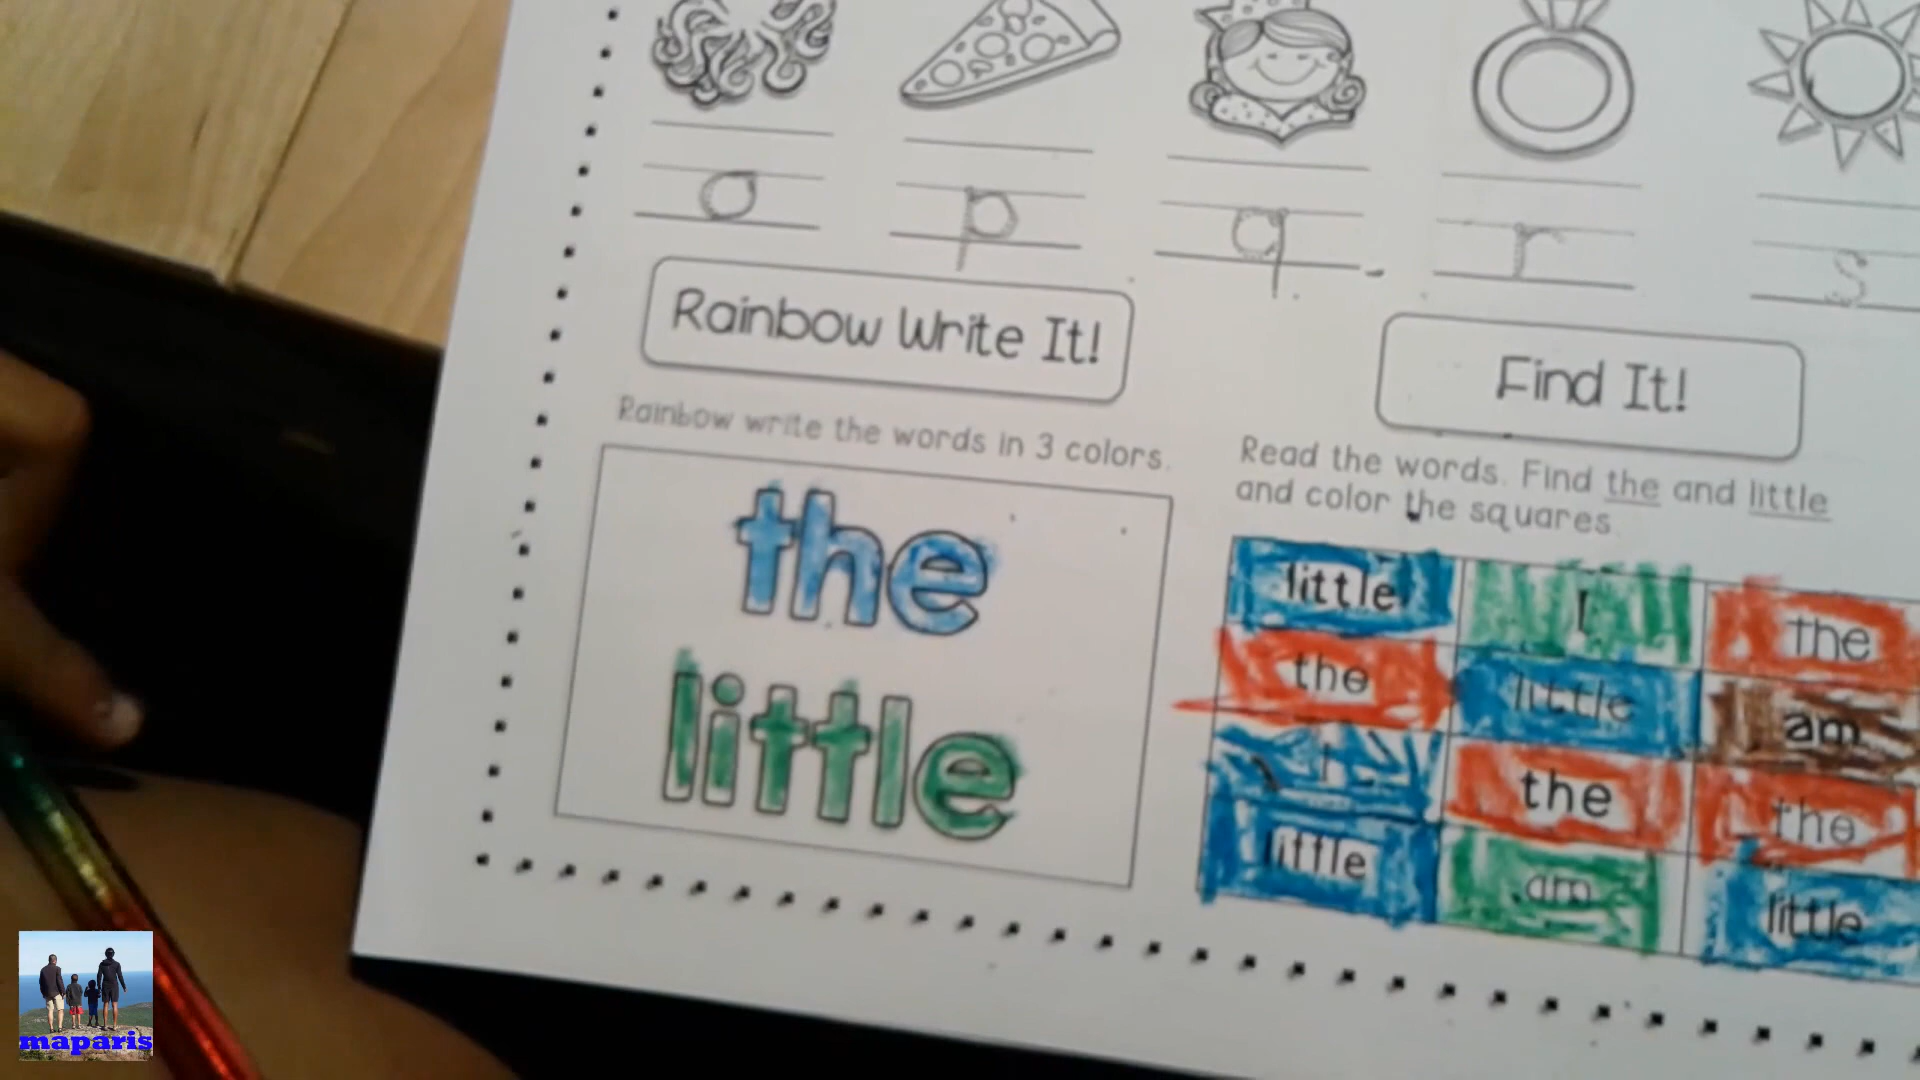 o p q r s
Rainbow Write It!
Rainbow write the words in 3 colors.
the
little
Find It!
Read the words. Find the and little
and color the squares.
little I the
the little am
I the the
little am little
maparis